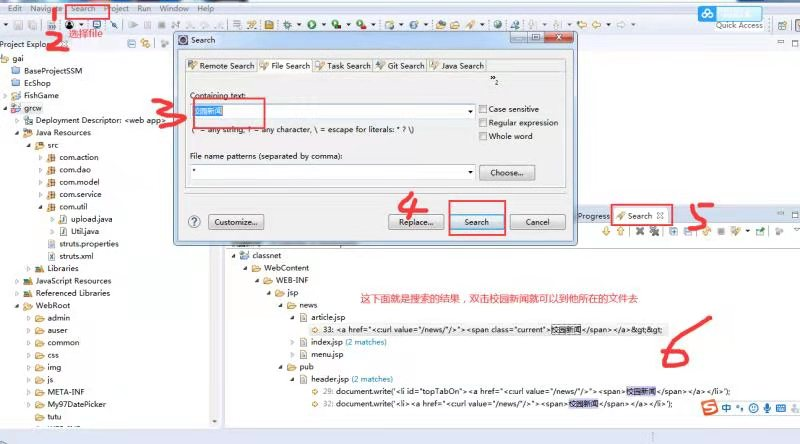 Edit Navigate Search Project Run Window Help
1
2
选择file
Quick Access
Project Explo
gai
BaseProjectSSM
EcShop
FishGame
grcw
Deployment Descriptor: <web app>
Java Resources
src
com.action
com.dao
com.model
com.service
com.util
upload.java
Util.java
struts.properties
struts.xml
Libraries
JavaScript Resources
Referenced Libraries
WebRoot
admin
auser
common
css
img
js
META-INF
My97DatePicker
tutu
Search
Remote Search File Search Task Search Git Search Java Search
»2
Containing text:
3
校园新闻
Case sensitive
Regular expression
Whole word
(* = any string, ? = any character, \ = escape for literals: * ? \)
File name patterns (separated by comma):
*
Choose...
4
? Customize... Replace... Search Cancel
Progress Search
5
classnet
WebContent
WEB-INF
jsp
这下面就是搜索的结果，双击校园新闻就可以到他所在的文件去
news
article.jsp
33: <a href="<curl value="/news/"/>"><span class="current">校园新闻</span></a>&gt;&gt;
index.jsp (2 matches)
menu.jsp
6
pub
header.jsp (2 matches)
29: document.write('<li id="topTabOn"><a href="<curl value="/news/"/>"><span>校园新闻</span></a></li>');
32: document.write('<li><a href="<curl value="/news/"/>"><span>校园新闻</span></a></li>');
S 中